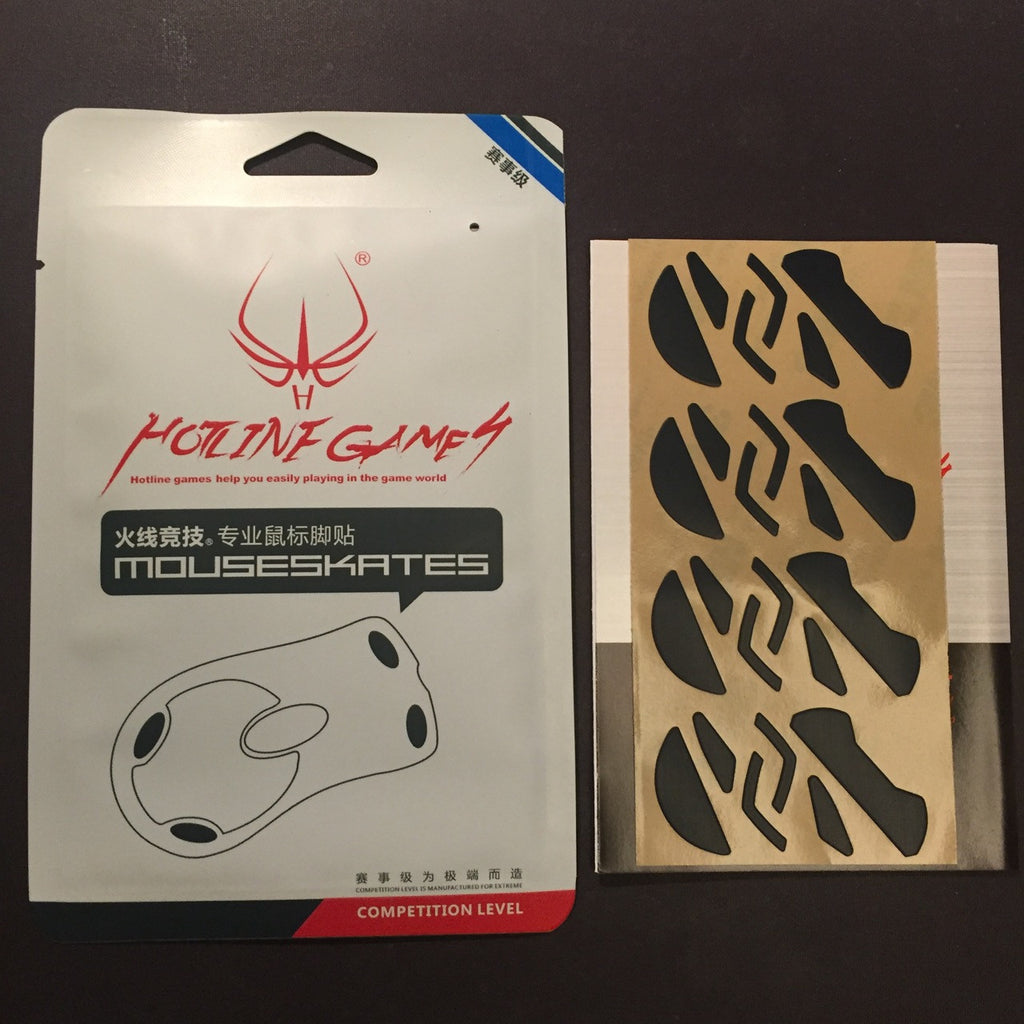 赛事级
®
H
HOTLINE GAMES
Hotline games help you easily playing in the game world
火线竞技® 专业鼠标脚贴
MOUSESKATES
赛事级为极端而造
COMPETITION LEVEL IS MANUFACTURED FOR EXTREME
COMPETITION LEVEL